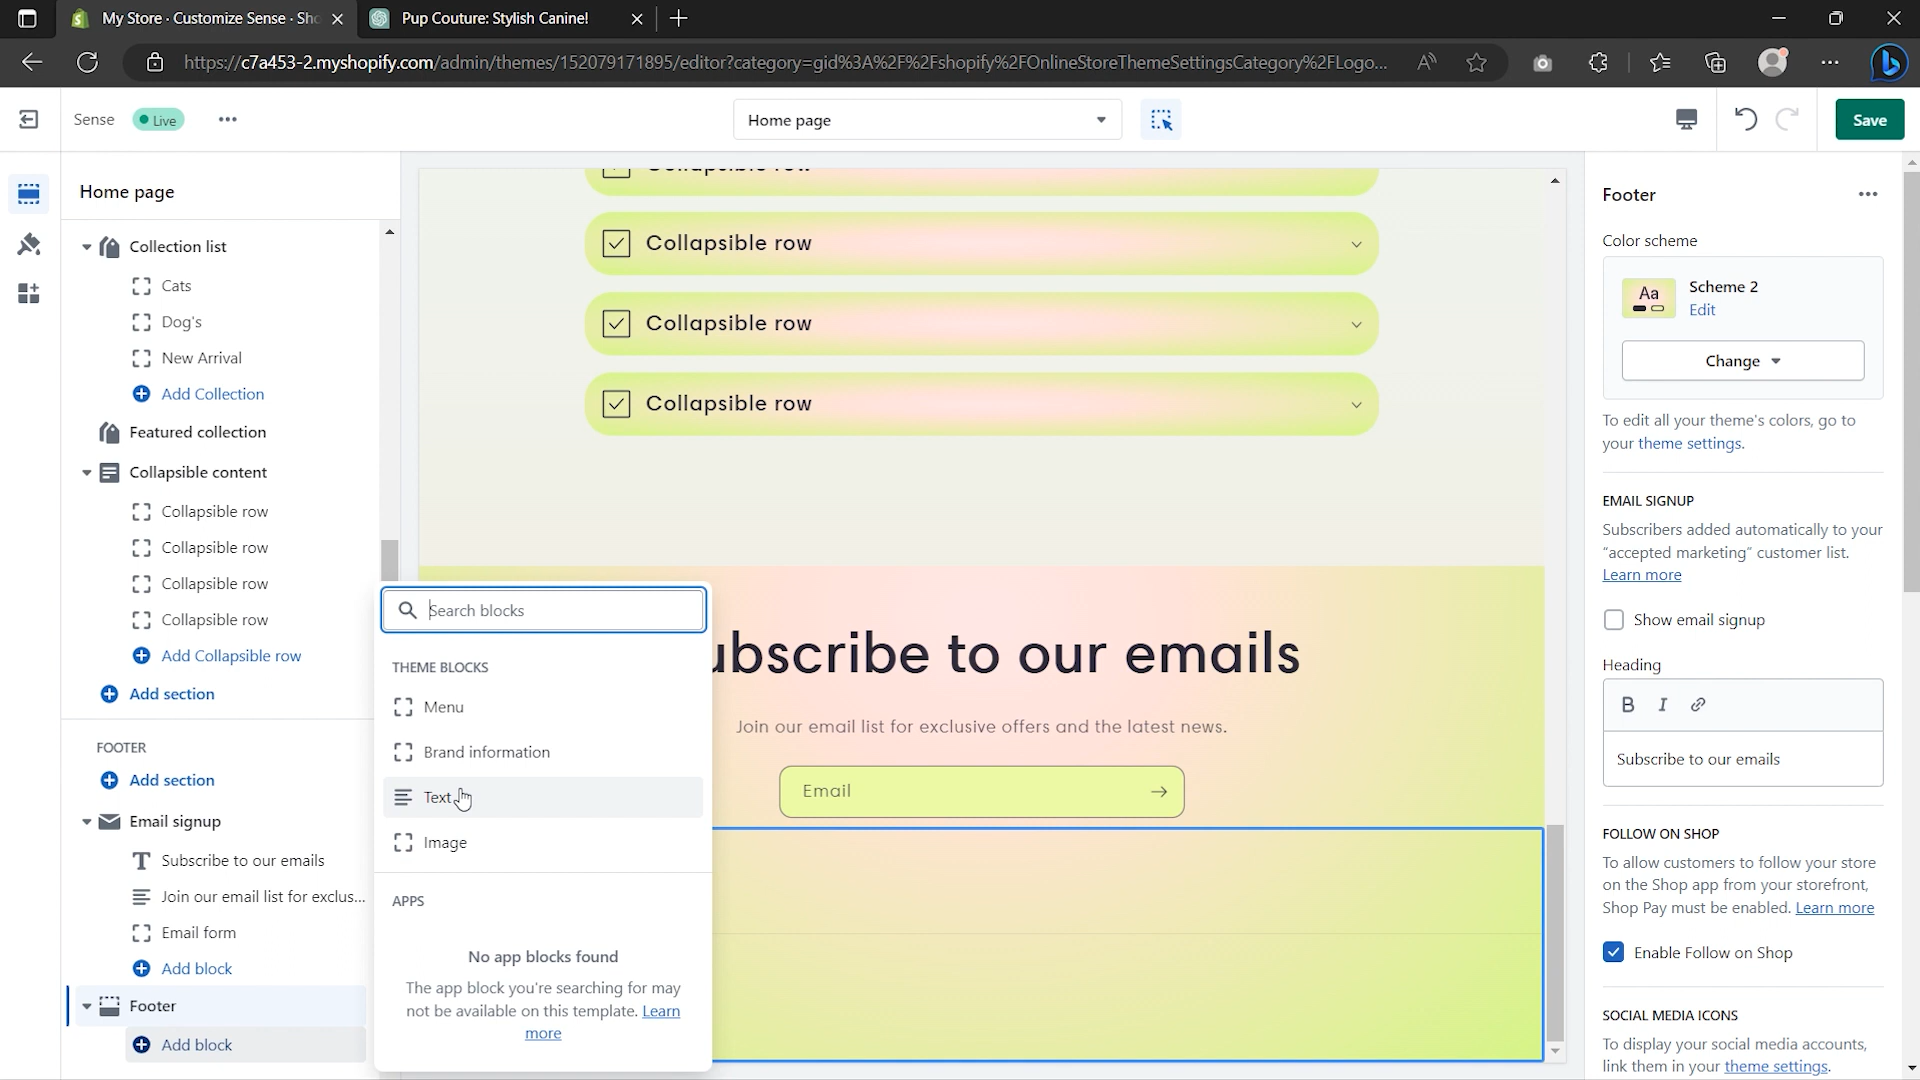 My Store · Customize Sense · Sho
Pup Couture: Stylish Canine!
https://c7a453-2.myshopify.com/admin/themes/152079171895/editor?category=gid%3A%2F%2Fshopify%2FOnlineStoreThemeSettingsCategory%2FLogo...
Sense
Live
Home page
Save
Home page
Collection list
Cats
Dog's
New Arrival
Add Collection
Featured collection
Collapsible content
Collapsible row
Collapsible row
Collapsible row
Collapsible row
Add Collapsible row
Add section
FOOTER
Add section
Email signup
Subscribe to our emails
Join our email list for exclus...
Email form
Add block
Footer
Add block
Search blocks
THEME BLOCKS
Menu
Brand information
Text
Image
APPS
No app blocks found
The app block you're searching for may
not be available on this template. Learn
more
Collapsible row
Collapsible row
Collapsible row
Collapsible row
ubscribe to our emails
Join our email list for exclusive offers and the latest news.
Email
Footer
Color scheme
Aa
Scheme 2
Edit
Change
To edit all your theme's colors, go to
your theme settings.
EMAIL SIGNUP
Subscribers added automatically to your
“accepted marketing” customer list.
Learn more
Show email signup
Heading
B I
Subscribe to our emails
FOLLOW ON SHOP
To allow customers to follow your store
on the Shop app from your storefront,
Shop Pay must be enabled. Learn more
Enable Follow on Shop
SOCIAL MEDIA ICONS
To display your social media accounts,
link them in your theme settings.